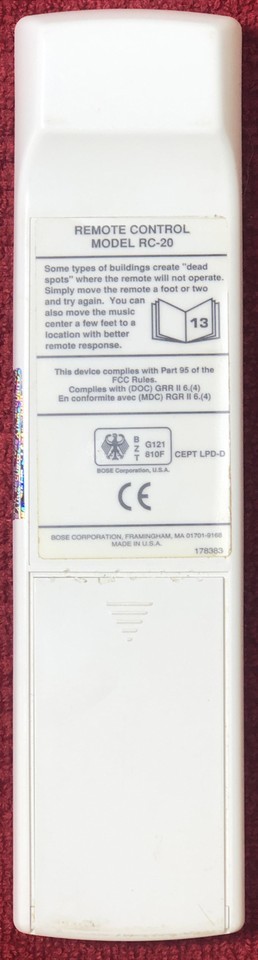 REMOTE CONTROL
MODEL RC-20
Some types of buildings create "dead
spots" where the remote will not operate.
Simply move the remote a foot or two
and try again. You can
also move the music
center a few feet to a
location with better
remote response.
13
This device complies with Part 95 of the
FCC Rules.
Complies with (DOC) GRR II 6.(4)
En conformite avec (MDC) RGR II 6.(4)
B
Z
T
G121
810F
CEPT LPD-D
BOSE Corporation, U.S.A.
CE
BOSE CORPORATION, FRAMINGHAM, MA 01701-9168
MADE IN U.S.A.
178383